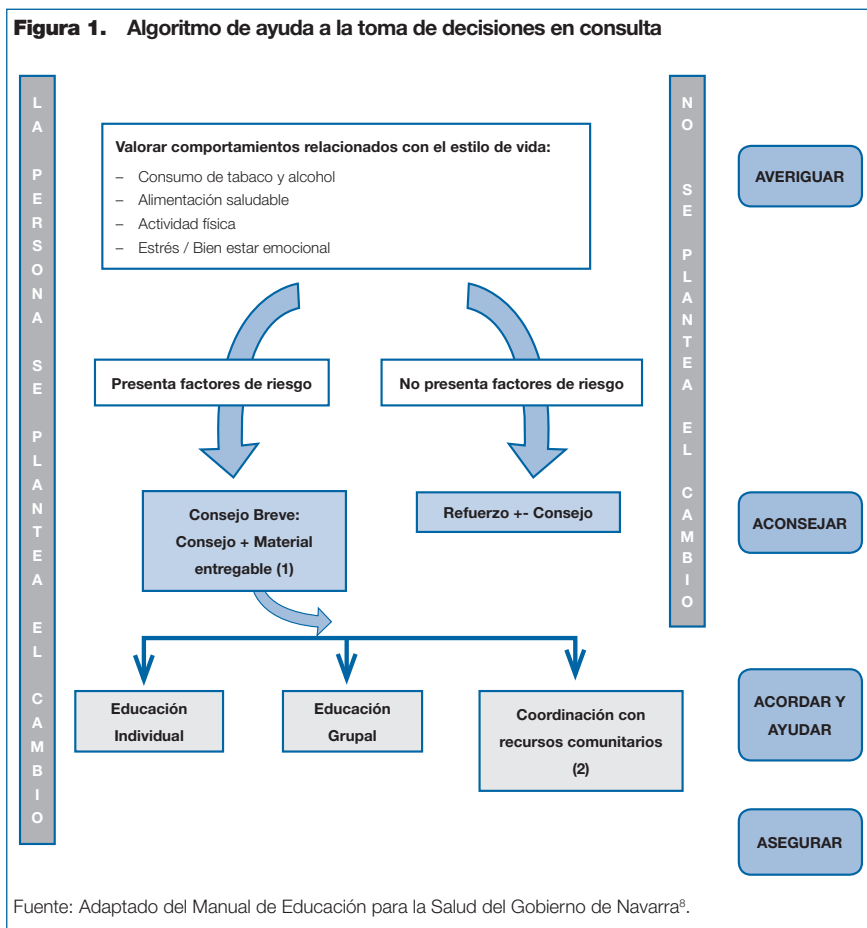 Figura 1. Algoritmo de ayuda a la toma de decisiones en consulta
LA PERSONA SE PLANTEA EL CAMBIO
NO SE PLANTEA EL CAMBIO
Valorar comportamientos relacionados con el estilo de vida:
– Consumo de tabaco y alcohol
– Alimentación saludable
– Actividad física
– Estrés / Bien estar emocional
AVERIGUAR
Presenta factores de riesgo
No presenta factores de riesgo
Consejo Breve:
Consejo + Material
entregable (1)
Refuerzo +- Consejo
ACONSEJAR
Educación
Individual
Educación
Grupal
Coordinación con
recursos comunitarios
(2)
ACORDAR Y
AYUDAR
ASEGURAR
Fuente: Adaptado del Manual de Educación para la Salud del Gobierno de Navarra⁸.